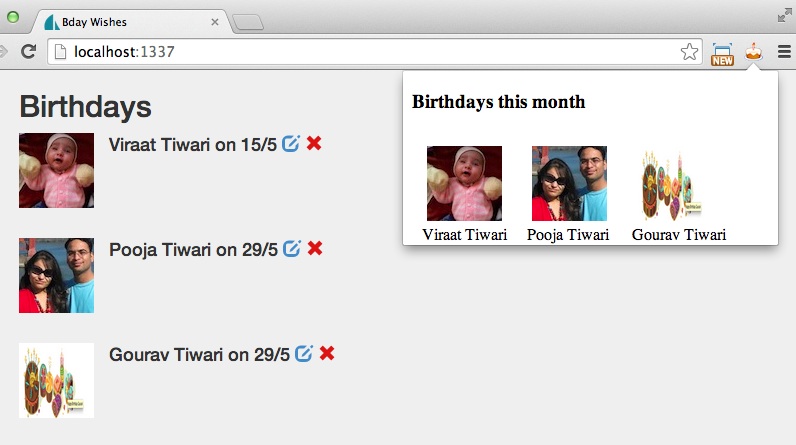 Bday Wishes
localhost:1337
NEW
Birthdays
Viraat Tiwari on 15/5
Pooja Tiwari on 29/5
Gourav Tiwari on 29/5
Birthdays this month
Viraat Tiwari
Pooja Tiwari
Gourav Tiwari